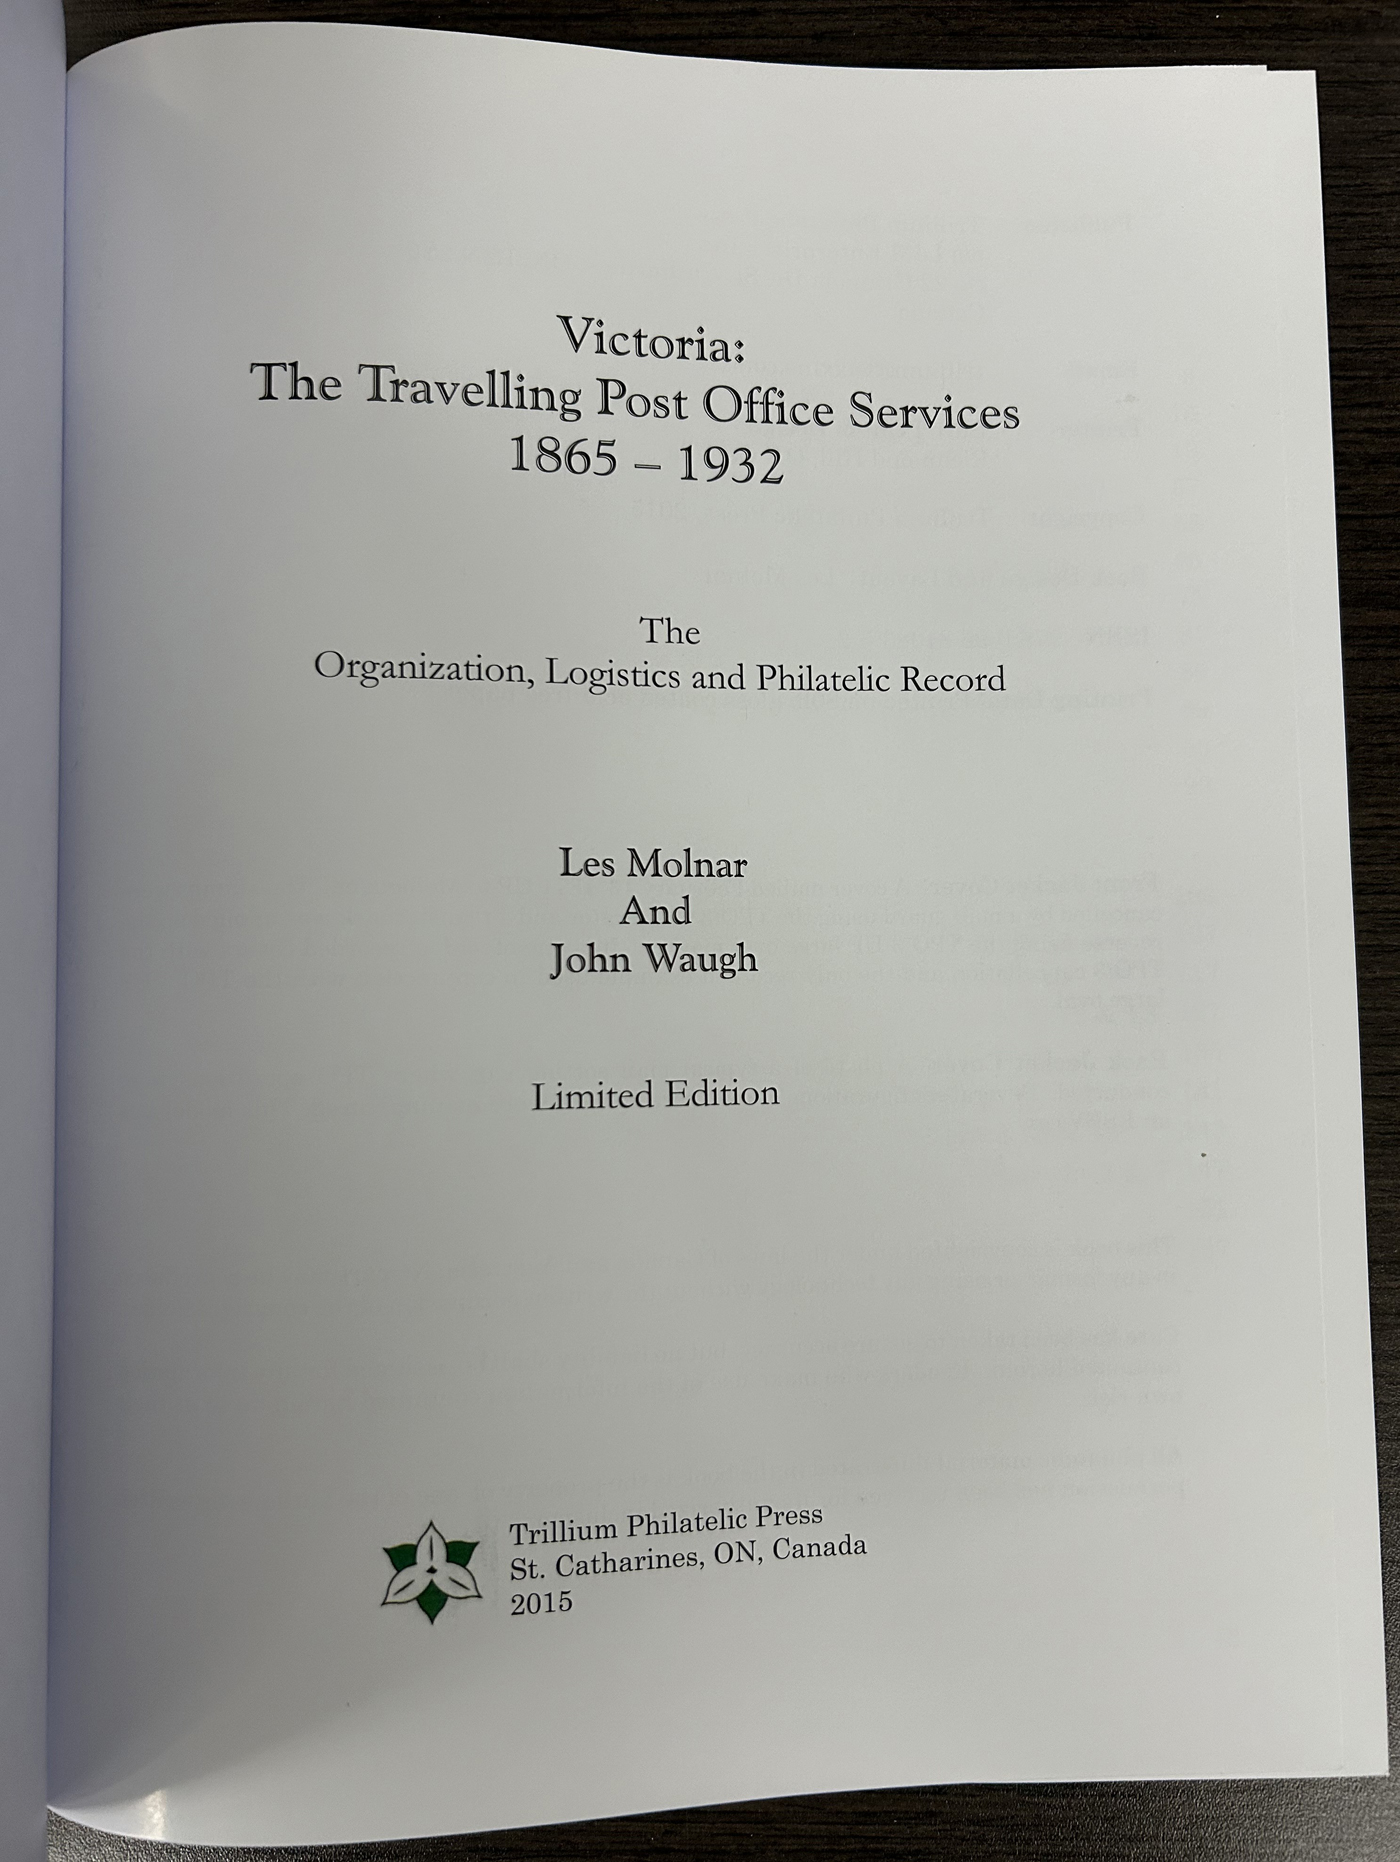 Victoria:
The Travelling Post Office Services
1865 – 1932
The
Organization, Logistics and Philatelic Record
Les Molnar
And
John Waugh
Limited Edition
Trillium Philatelic Press
St. Catharines, ON, Canada
2015